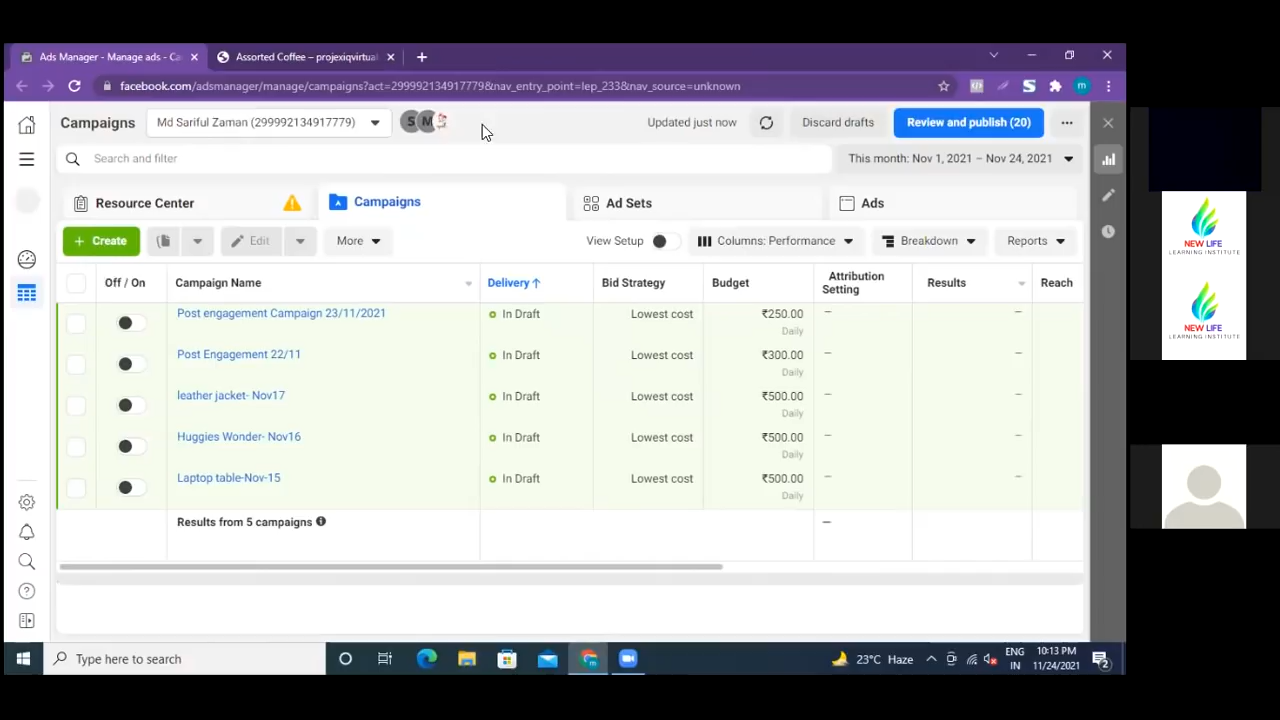 Ads Manager - Manage ads - Ca
Assorted Coffee – projexiqvirtual
facebook.com/adsmanager/manage/campaigns?act=299992134917779&nav_entry_point=lep_233&nav_source=unknown
m
Campaigns
Md Sariful Zaman (299992134917779)
S
M
Updated just now
Discard drafts
Review and publish (20)
Search and filter
This month: Nov 1, 2021 – Nov 24, 2021
Resource Center
Campaigns
Ad Sets
Ads
+ Create
Edit
More
View Setup
Columns: Performance
Breakdown
Reports
Off / On
Campaign Name
Delivery ↑
Bid Strategy
Budget
Attribution
Setting
Results
Reach
Post engagement Campaign 23/11/2021
In Draft
Lowest cost
₹250.00
Daily
–
–
Post Engagement 22/11
In Draft
Lowest cost
₹300.00
Daily
–
–
leather jacket- Nov17
In Draft
Lowest cost
₹500.00
Daily
–
–
Huggies Wonder- Nov16
In Draft
Lowest cost
₹500.00
Daily
–
–
Laptop table-Nov-15
In Draft
Lowest cost
₹500.00
Daily
–
–
Results from 5 campaigns
–
NEW LIFE
LEARNING INSTITUTE
NEW LIFE
LEARNING INSTITUTE
Type here to search
23°C Haze
ENG
IN
10:13 PM
11/24/2021
2